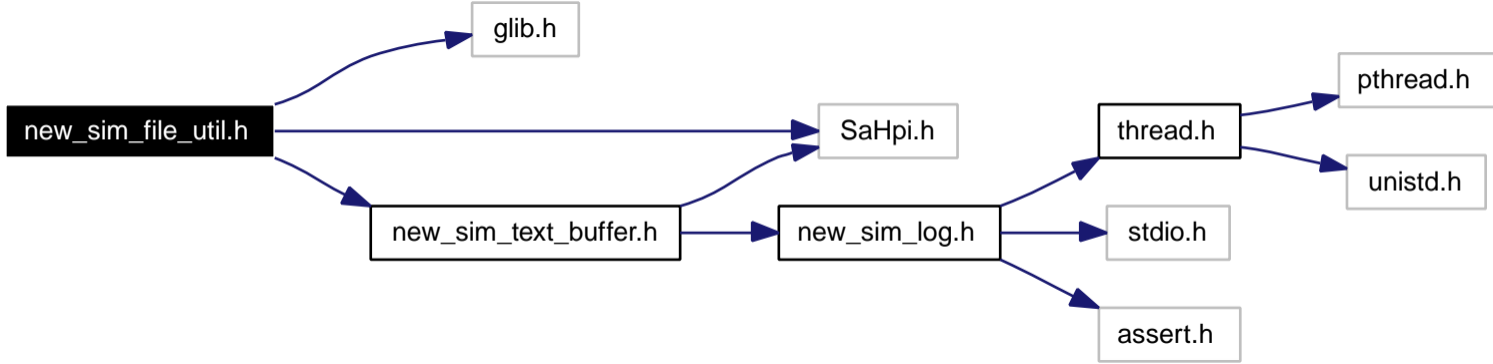 glib.h
new_sim_file_util.h
SaHpi.h
new_sim_text_buffer.h
new_sim_log.h
thread.h
pthread.h
unistd.h
stdio.h
assert.h